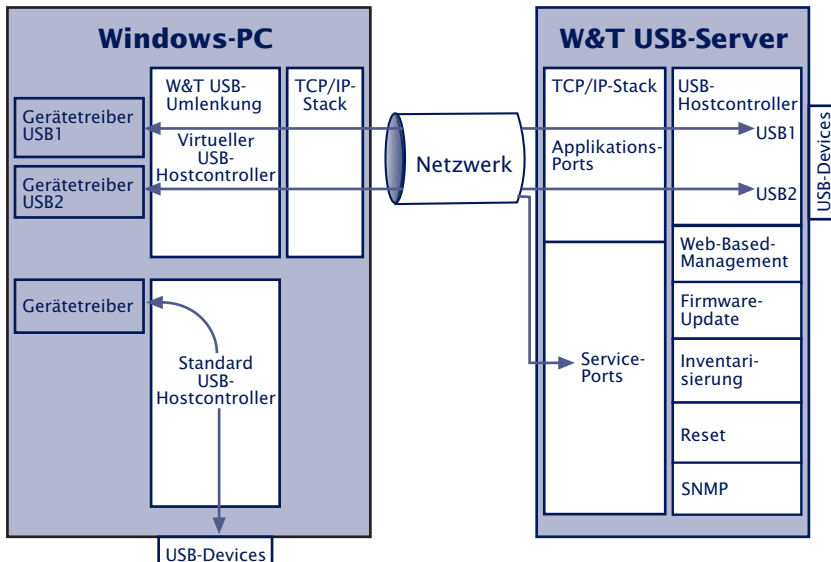 Windows-PC
W&T USB-
Umlenkung
Virtueller
USB-
Hostcontroller
TCP/IP-
Stack
Gerätetreiber
USB1
Gerätetreiber
USB2
Gerätetreiber
Standard
USB-
Hostcontroller
USB-Devices
Netzwerk
W&T USB-Server
TCP/IP-Stack
Applikations-
Ports
Service-
Ports
USB-
Hostcontroller
USB1
USB2
Web-Based-
Management
Firmware-
Update
Inventari-
sierung
Reset
SNMP
USB-Devices